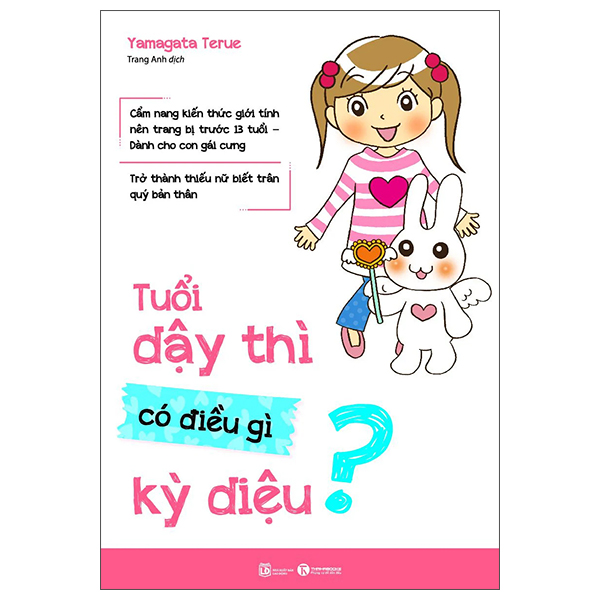 Yamagata Terue
Trang Anh dịch
Cẩm nang kiến thức giới tính
nên trang bị trước 13 tuổi –
Dành cho con gái cưng
Trở thành thiếu nữ biết trân
quý bản thân
Tuổi
dậy thì
có điều gì
kỳ diệu?
LĐ